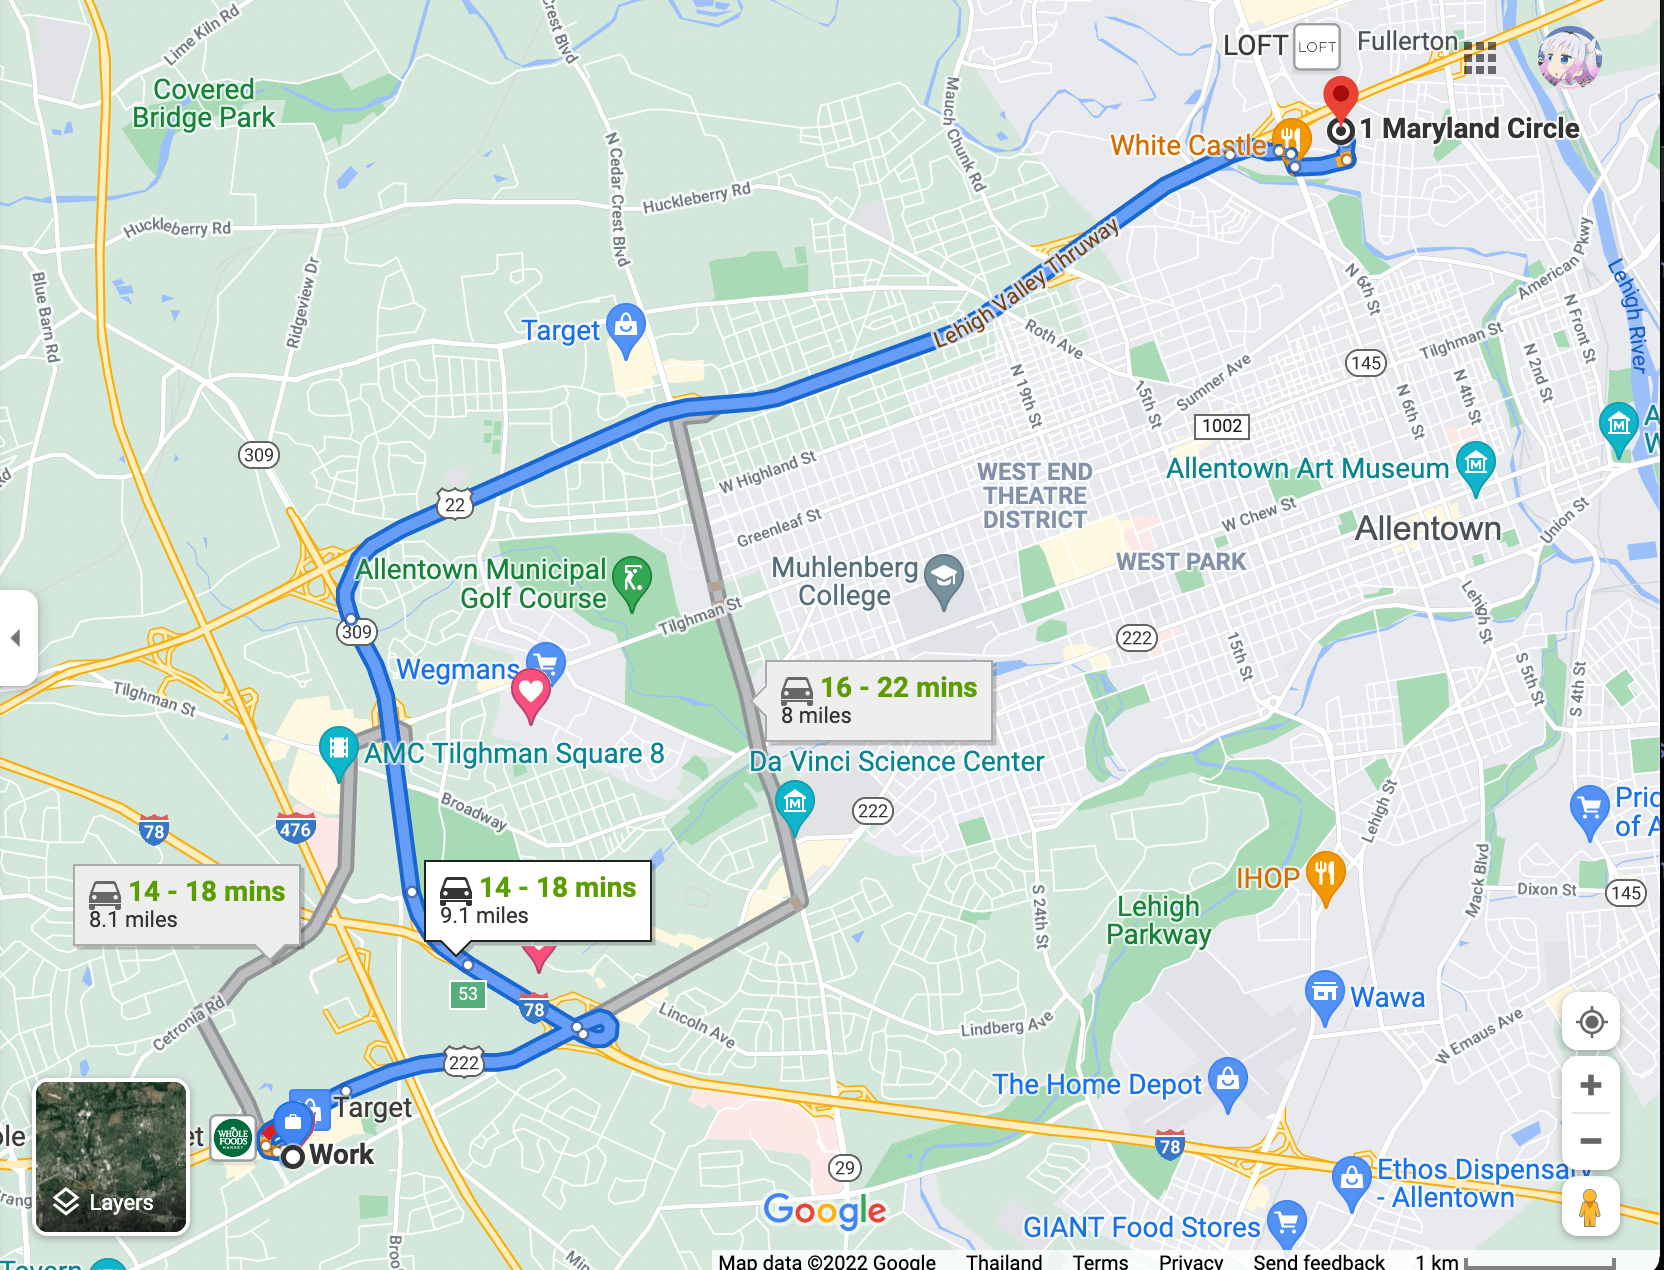 Lime Kiln Rd
Crest Blvd
LOFT
LOFT
Fullerton
Covered
Bridge Park
Mauch Chunk Rd
White Castle
1 Maryland Circle
N Cedar Crest Blvd
Huckleberry Rd
Huckleberry Rd
Lehigh Valley Thruway
American Pkwy
Lehigh River
Blue Barn Rd
Ridgeview Dr
N 6th St
N Front St
Target
Roth Ave
Tilghman St
145
N 2nd St
Sumner Ave
N 19th St
15th St
N 6th St
N 4th St
1002
309
W Highland St
WEST END
THEATRE
DISTRICT
Allentown Art Museum
22
Greenleaf St
W Chew St
Allentown
Union St
Allentown Municipal
Golf Course
Muhlenberg
College
WEST PARK
Tilghman St
309
222
Lehigh St
15th St
Wegmans
Tilghman St
16 - 22 mins
8 miles
S 5th St
S 4th St
AMC Tilghman Square 8
Da Vinci Science Center
Broadway
222
Lehigh St
78
476
of A
14 - 18 mins
8.1 miles
14 - 18 mins
9.1 miles
IHOP
Mack Blvd
Dixon St
145
S 24th St
Lehigh
Parkway
53
78
Wawa
Cetronia Rd
Lincoln Ave
Lindberg Ave
W Emaus Ave
222
The Home Depot
Target
WHOLE
FOODS
MARKET
Work
78
29
Layers
Google
Ethos Dispensary
- Allentown
GIANT Food Stores
Map data ©2022 Google
Thailand
Terms
Privacy
Send feedback
1 km